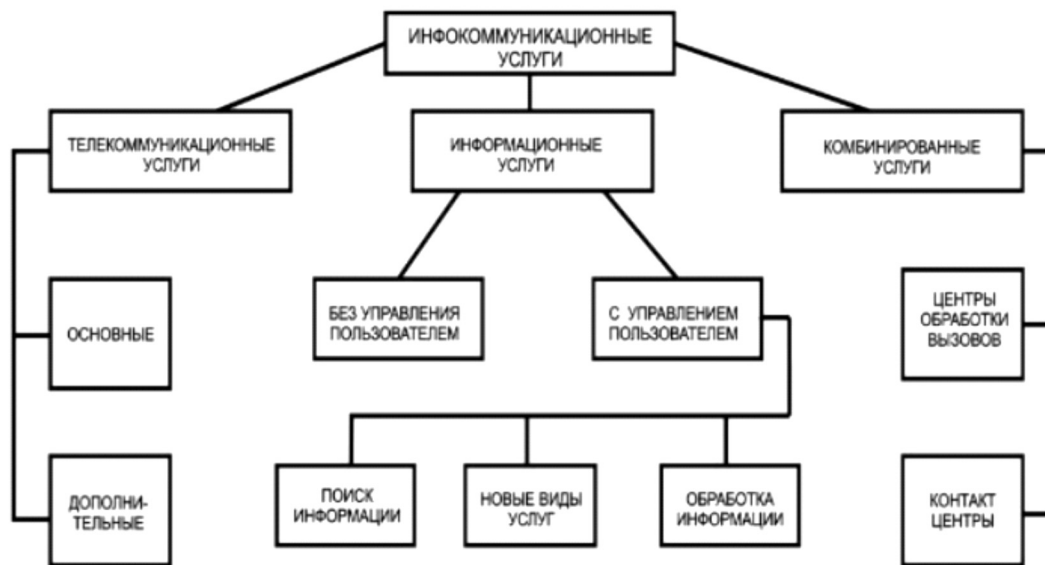 ИНФОКОММУНИКАЦИОННЫЕ
УСЛУГИ
ТЕЛЕКОММУНИКАЦИОННЫЕ
УСЛУГИ
ИНФОРМАЦИОННЫЕ
УСЛУГИ
КОМБИНИРОВАННЫЕ
УСЛУГИ
ОСНОВНЫЕ
БЕЗ УПРАВЛЕНИЯ
ПОЛЬЗОВАТЕЛЕМ
С УПРАВЛЕНИЕМ
ПОЛЬЗОВАТЕЛЕМ
ЦЕНТРЫ
ОБРАБОТКИ
ВЫЗОВОВ
ДОПОЛНИ-
ТЕЛЬНЫЕ
ПОИСК
ИНФОРМАЦИИ
НОВЫЕ ВИДЫ
УСЛУГ
ОБРАБОТКА
ИНФОРМАЦИИ
КОНТАКТ
ЦЕНТРЫ